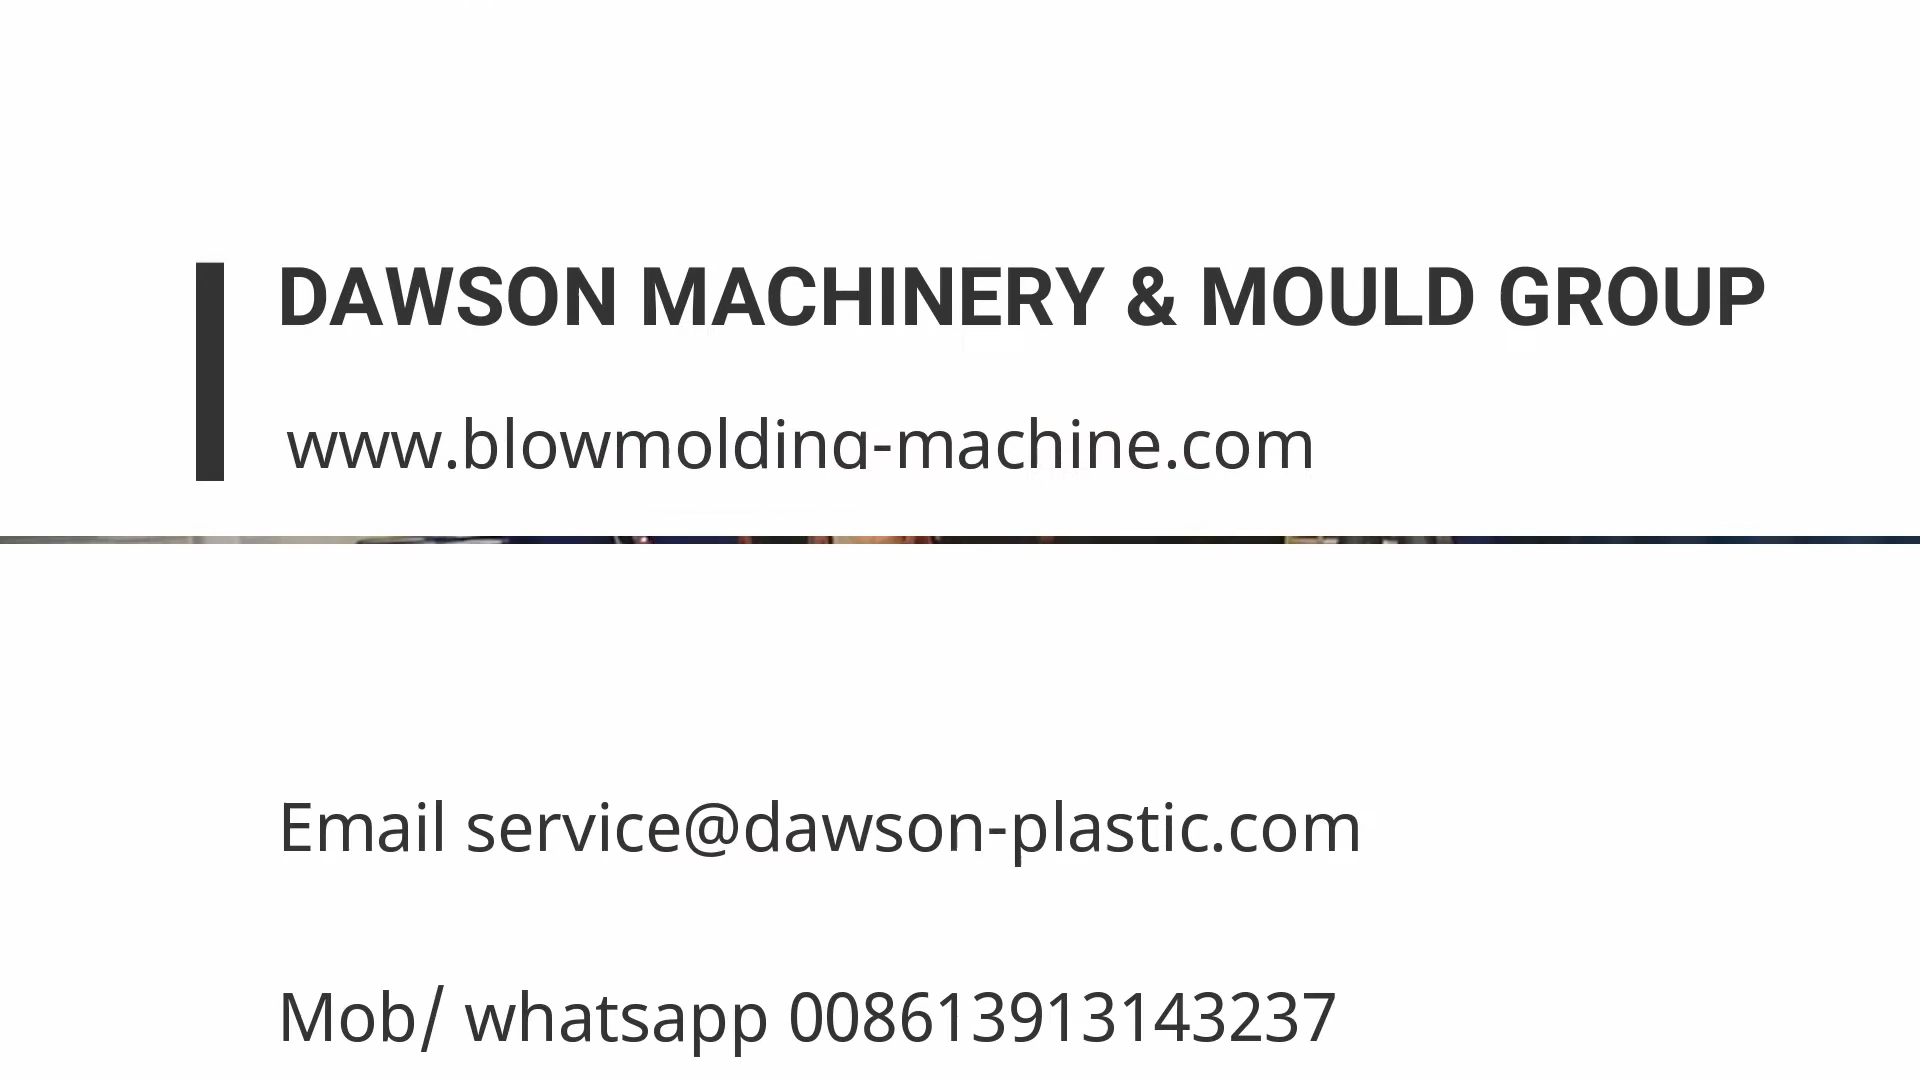 DAWSON MACHINERY & MOULD GROUP
www.blowmolding-machine.com
Email service@dawson-plastic.com
Mob/ whatsapp 008613913143237